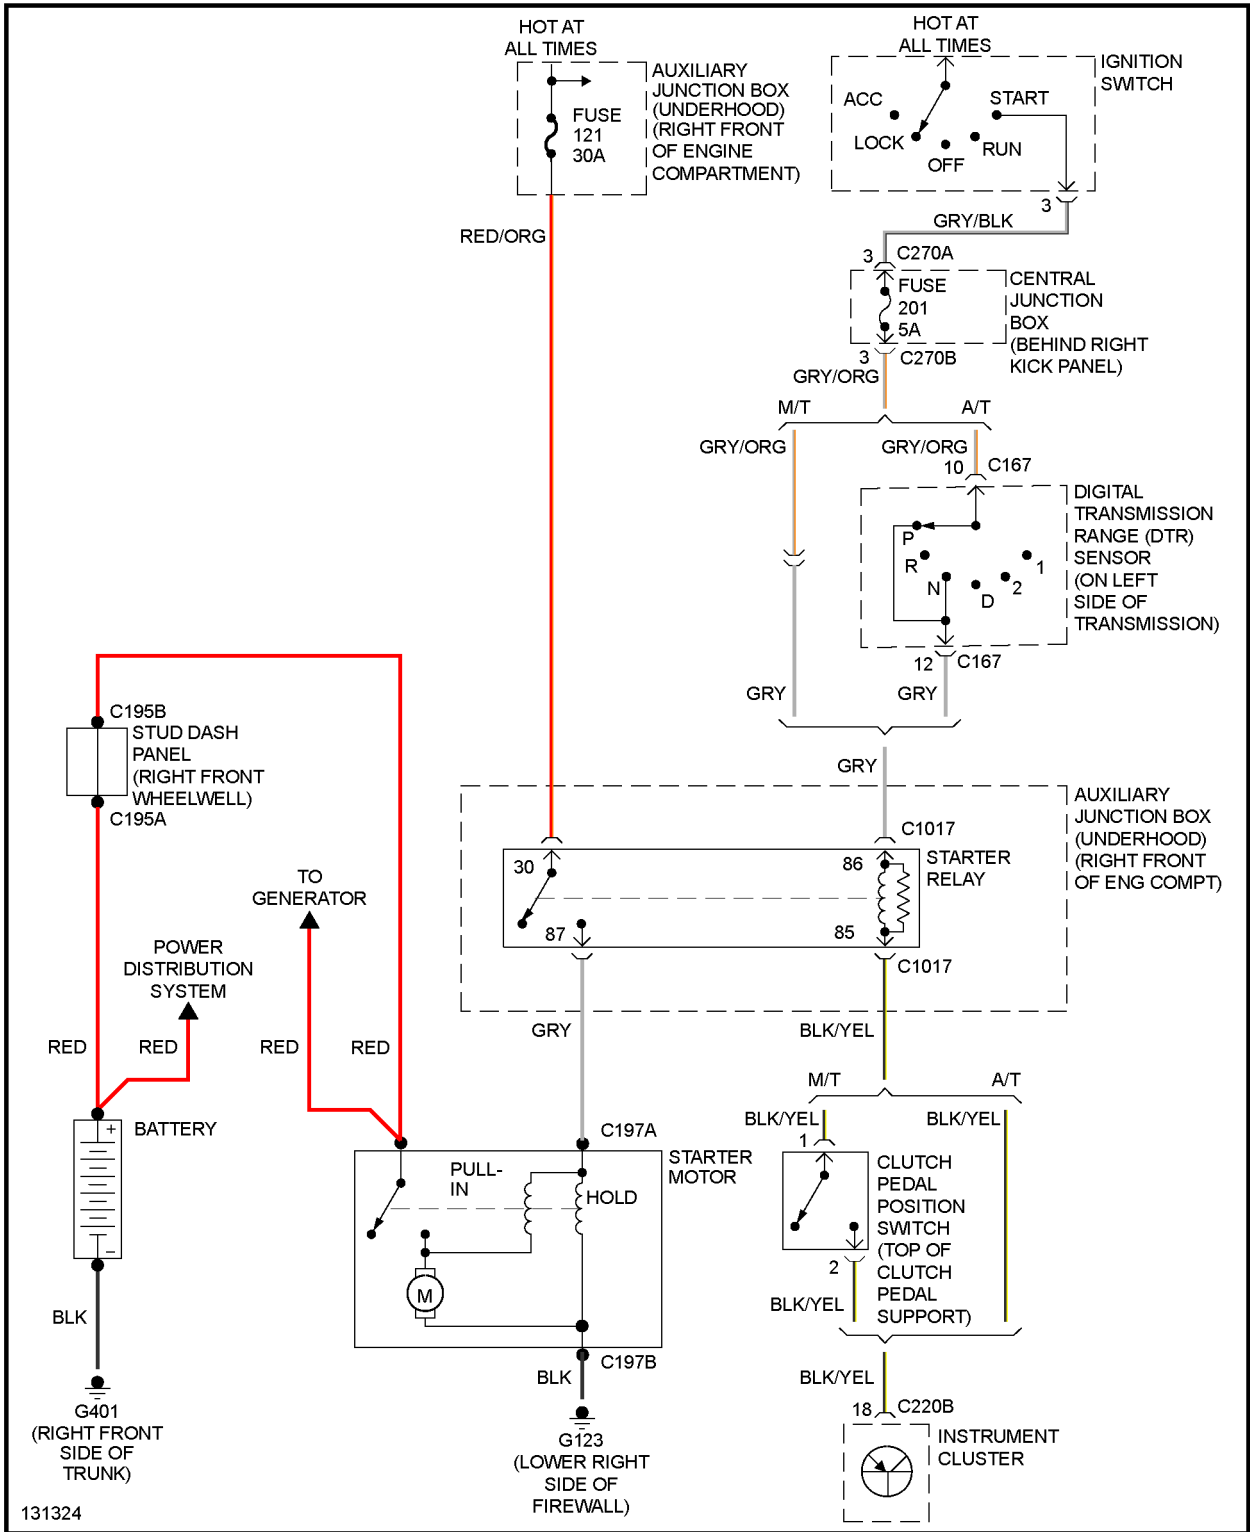 HOT AT
ALL TIMES
AUXILIARY
JUNCTION BOX
(UNDERHOOD)
(RIGHT FRONT
OF ENGINE
COMPARTMENT)
FUSE
121
30A
RED/ORG
HOT AT
ALL TIMES
IGNITION
SWITCH
ACC
LOCK
OFF
RUN
START
3
GRY/BLK
3
C270A
FUSE
201
5A
CENTRAL
JUNCTION
BOX
(BEHIND RIGHT
KICK PANEL)
3
C270B
GRY/ORG
M/T
A/T
GRY/ORG
GRY/ORG
10
C167
DIGITAL
TRANSMISSION
RANGE (DTR)
SENSOR
(ON LEFT
SIDE OF
TRANSMISSION)
P
R
N
D
2
1
12
C167
GRY
GRY
GRY
C195B
STUD DASH
PANEL
(RIGHT FRONT
WHEELWELL)
C195A
C1017
AUXILIARY
JUNCTION BOX
(UNDERHOOD)
(RIGHT FRONT
OF ENG COMPT)
30
86
STARTER
RELAY
87
85
C1017
TO
GENERATOR
POWER
DISTRIBUTION
SYSTEM
RED
RED
RED
RED
GRY
BLK/YEL
M/T
A/T
BLK/YEL
BLK/YEL
1
BATTERY
+
−
C197A
STARTER
MOTOR
PULL-
IN
HOLD
M
CLUTCH
PEDAL
POSITION
SWITCH
(TOP OF
CLUTCH
PEDAL
SUPPORT)
2
BLK/YEL
BLK
C197B
BLK
BLK/YEL
18
C220B
G401
(RIGHT FRONT
SIDE OF
TRUNK)
G123
(LOWER RIGHT
SIDE OF
FIREWALL)
INSTRUMENT
CLUSTER
131324